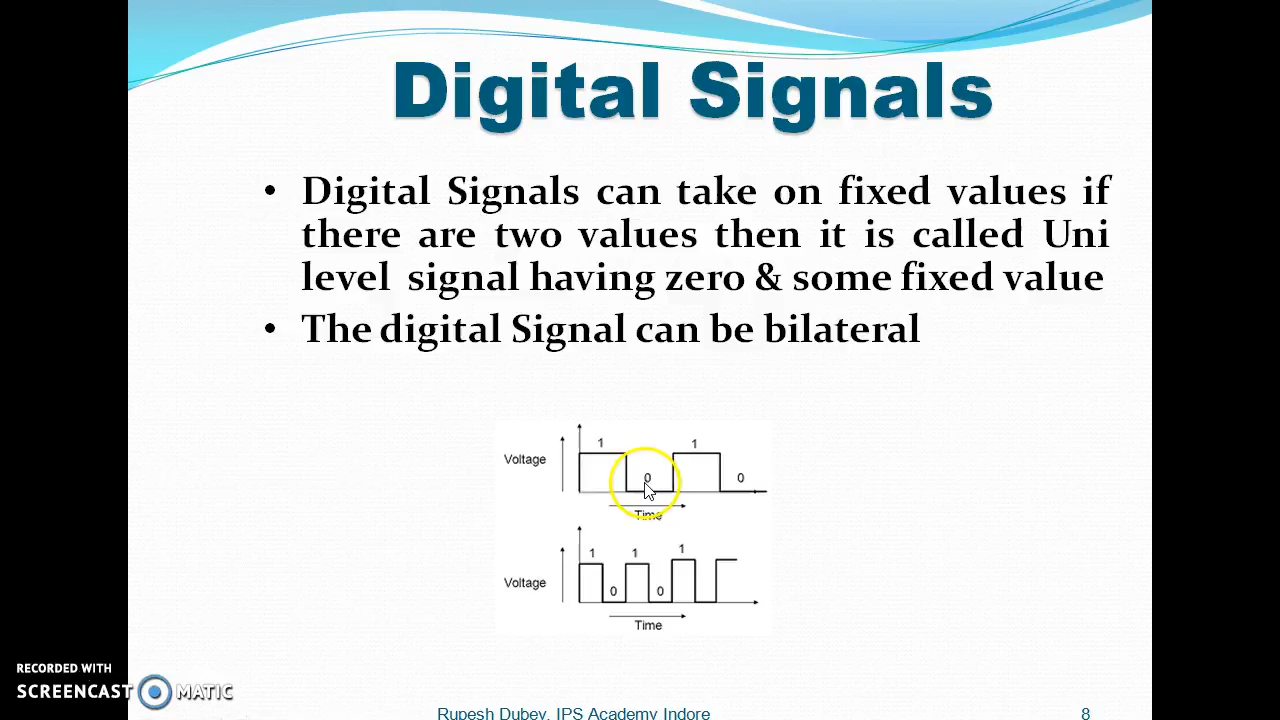 Digital Signals
• Digital Signals can take on fixed values if
there are two values then it is called Uni
level signal having zero & some fixed value
• The digital Signal can be bilateral
1 1
Voltage
0 0
Time
1 1 1
Voltage
0 0
Time
RECORDED WITH
SCREENCAST MATIC
Rupesh Dubey, IPS Academy Indore 8